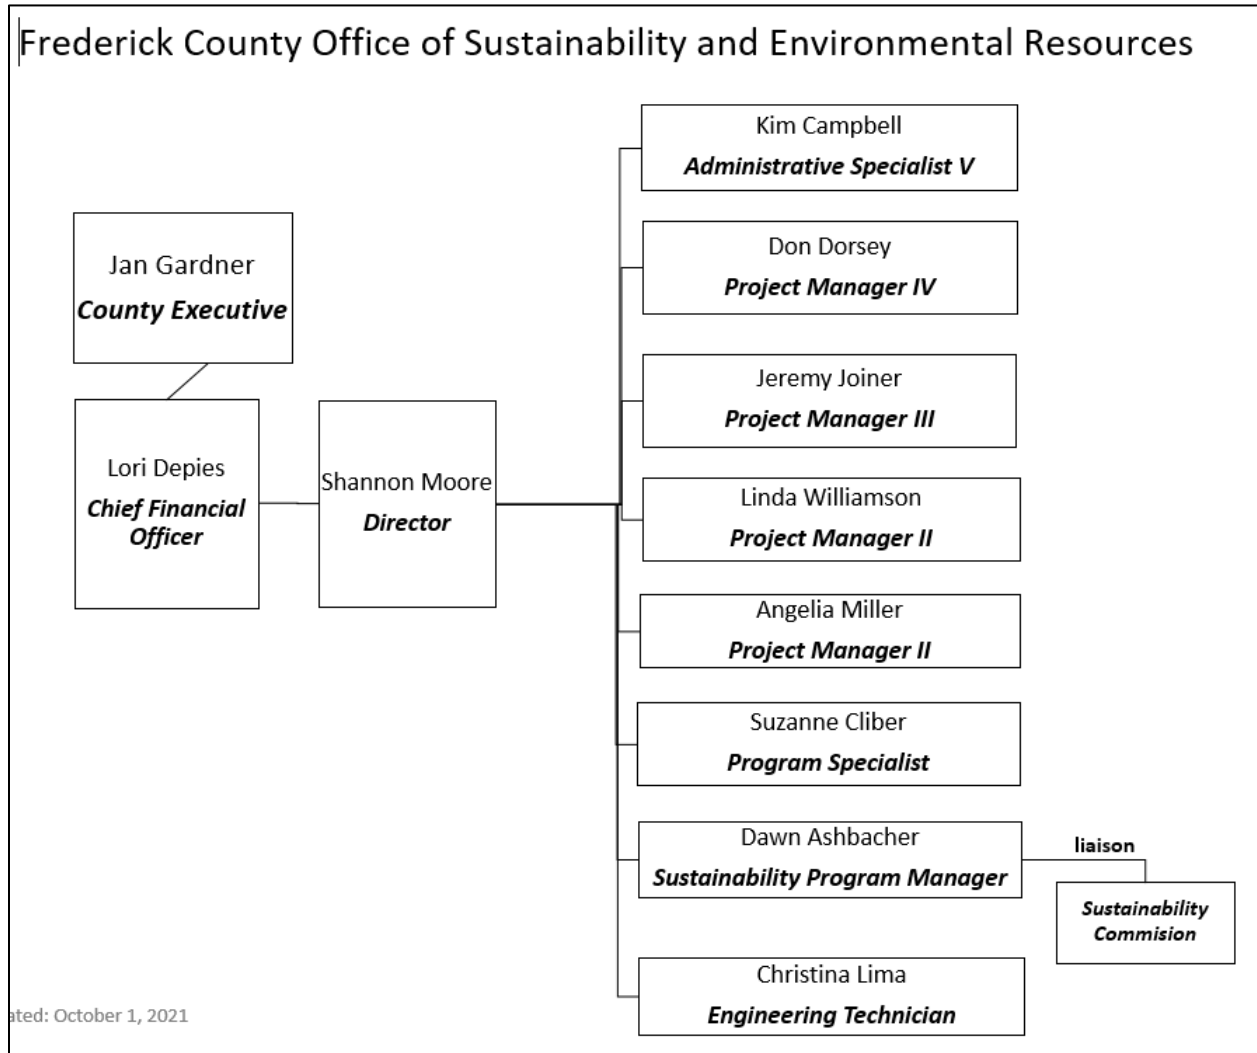 Frederick County Office of Sustainability and Environmental Resources
Jan Gardner
County Executive
Lori Depies
Chief Financial
Officer
Shannon Moore
Director
Kim Campbell
Administrative Specialist V
Don Dorsey
Project Manager IV
Jeremy Joiner
Project Manager III
Linda Williamson
Project Manager II
Angelia Miller
Project Manager II
Suzanne Cliber
Program Specialist
Dawn Ashbacher
Sustainability Program Manager
liaison
Sustainability
Commision
Christina Lima
Engineering Technician
ated: October 1, 2021